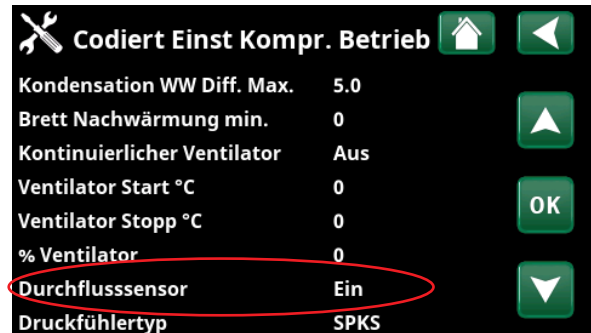 Codiert Einst Kompr. Betrieb
Kondensation WW Diff. Max. 5.0
Brett Nachwärmung min. 0
Kontinuierlicher Ventilator Aus
Ventilator Start °C 0
Ventilator Stopp °C 0
OK
% Ventilator 0
Durchflusssensor Ein
Druckfühlertyp SPKS